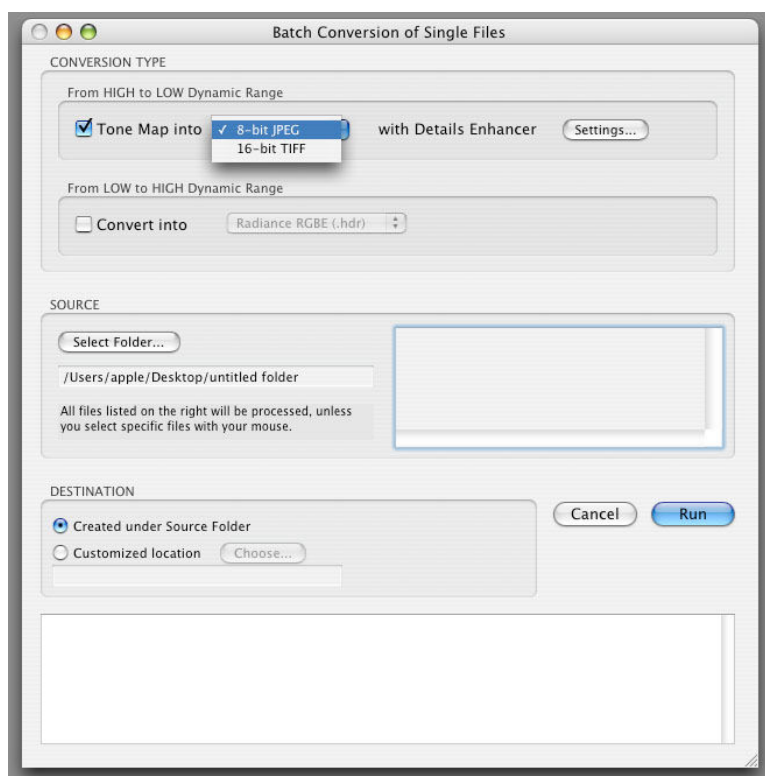 Batch Conversion of Single Files
CONVERSION TYPE
From HIGH to LOW Dynamic Range
Tone Map into ✓ 8-bit JPEG with Details Enhancer Settings...
16-bit TIFF
From LOW to HIGH Dynamic Range
Convert into Radiance RGBE (.hdr)
SOURCE
Select Folder...
/Users/apple/Desktop/untitled folder
All files listed on the right will be processed, unless
you select specific files with your mouse.
DESTINATION
Created under Source Folder
Customized location Choose...
Cancel Run